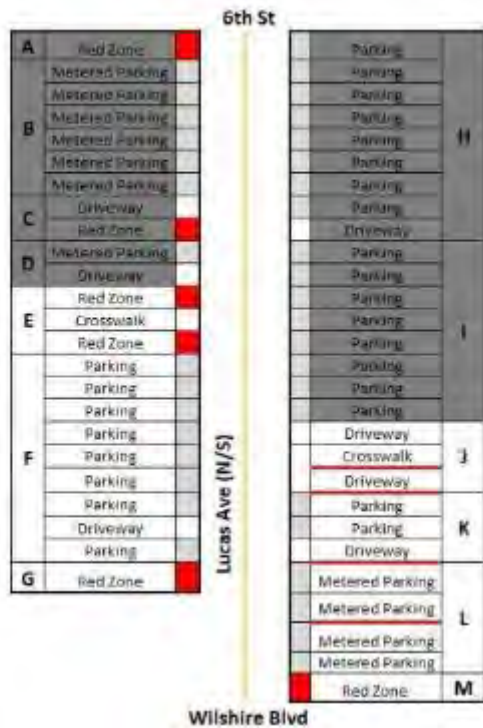 6th St
A Red Zone
B
Metered Parking
Metered Parking
Metered Parking
Metered Parking
Metered Parking
Metered Parking
C
Driveway
Red Zone
D
Metered Parking
Driveway
E
Red Zone
Crosswalk
Red Zone
F
Parking
Parking
Parking
Parking
Parking
Parking
Parking
Driveway
Parking
G Red Zone
Lucas Ave (N/S)
H
Parking
Parking
Parking
Parking
Parking
Parking
Parking
Parking
Driveway
I
Parking
Parking
Parking
Parking
Parking
Parking
Parking
Parking
J
Driveway
Crosswalk
Driveway
K
Parking
Parking
Driveway
L
Metered Parking
Metered Parking
Metered Parking
Metered Parking
Red Zone M
Wilshire Blvd